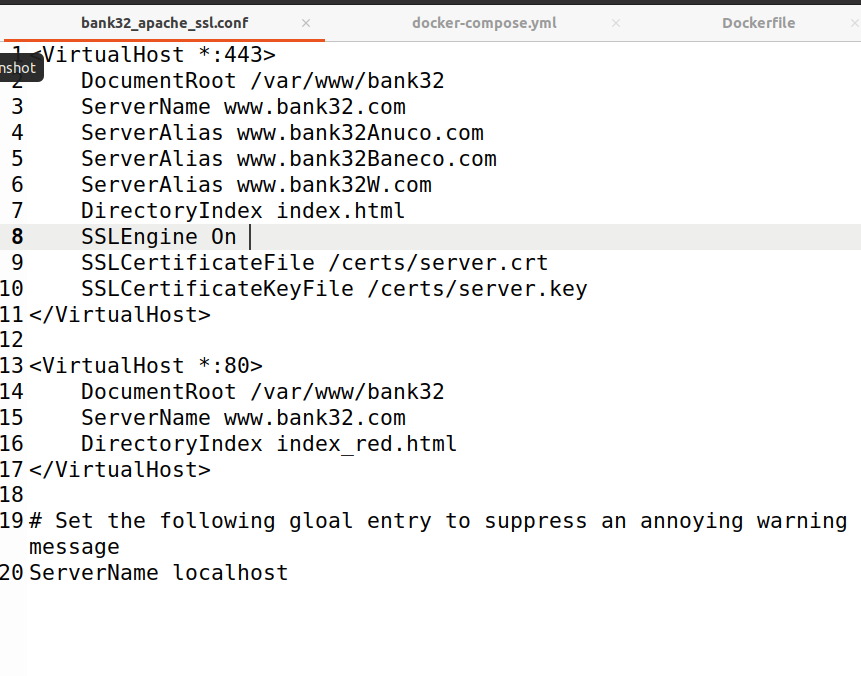 bank32_apache_ssl.conf × docker-compose.yml × Dockerfile ×
nshot
1 <VirtualHost *:443>
2 DocumentRoot /var/www/bank32
3 ServerName www.bank32.com
4 ServerAlias www.bank32Anuco.com
5 ServerAlias www.bank32Baneco.com
6 ServerAlias www.bank32W.com
7 DirectoryIndex index.html
8 SSLEngine On
9 SSLCertificateFile /certs/server.crt
10 SSLCertificateKeyFile /certs/server.key
11 </VirtualHost>
12
13 <VirtualHost *:80>
14 DocumentRoot /var/www/bank32
15 ServerName www.bank32.com
16 DirectoryIndex index_red.html
17 </VirtualHost>
18
19 # Set the following gloal entry to suppress an annoying warning
message
20 ServerName localhost